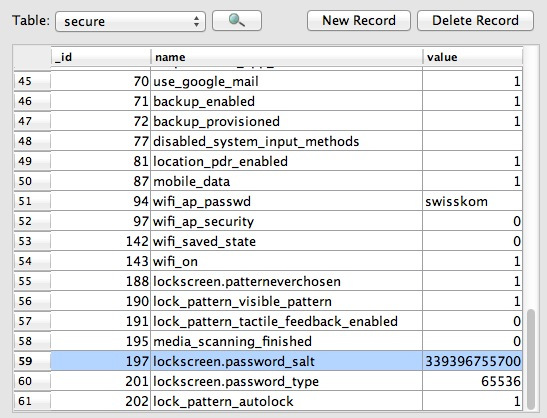 Table: secure New Record Delete Record
_id name value
45 70 use_google_mail 1
46 71 backup_enabled 1
47 72 backup_provisioned 1
48 77 disabled_system_input_methods
49 81 location_pdr_enabled 1
50 87 mobile_data 1
51 94 wifi_ap_passwd swisskom
52 97 wifi_ap_security 0
53 142 wifi_saved_state 0
54 143 wifi_on 1
55 188 lockscreen.patterneverchosen 1
56 190 lock_pattern_visible_pattern 1
57 191 lock_pattern_tactile_feedback_enabled 0
58 195 media_scanning_finished 0
59 197 lockscreen.password_salt 339396755700
60 201 lockscreen.password_type 65536
61 202 lock_pattern_autolock 1